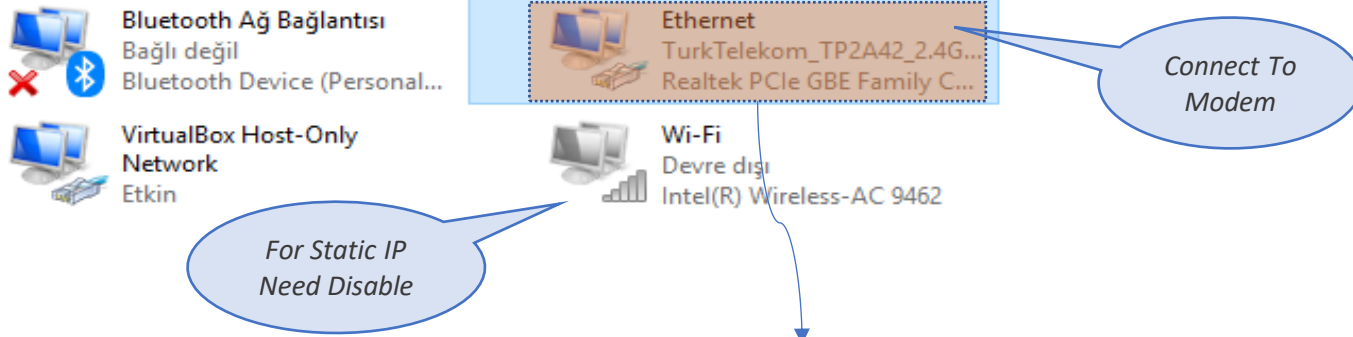 Bluetooth Ağ Bağlantısı
Bağlı değil
Bluetooth Device (Personal...
Ethernet
TurkTelekom_TP2A42_2.4G...
Realtek PCIe GBE Family C...
Connect To
Modem
VirtualBox Host-Only
Network
Etkin
Wi-Fi
Devre dışı
Intel(R) Wireless-AC 9462
For Static IP
Need Disable